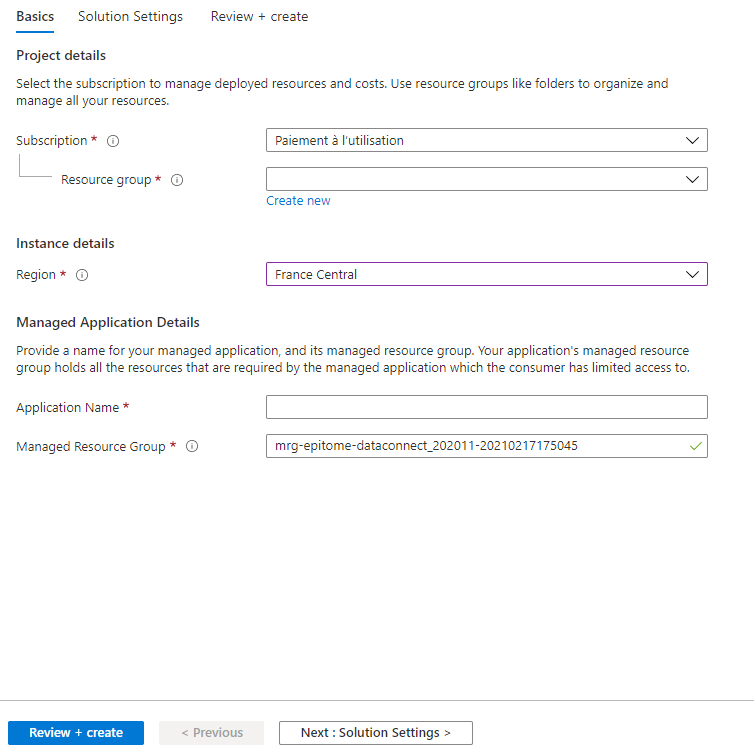 Basics Solution Settings Review + create
Project details
Select the subscription to manage deployed resources and costs. Use resource groups like folders to organize and
manage all your resources.
Subscription * Paiement à l'utilisation
Resource group *
Create new
Instance details
Region * France Central
Managed Application Details
Provide a name for your managed application, and its managed resource group. Your application's managed resource
group holds all the resources that are required by the managed application which the consumer has limited access to.
Application Name *
Managed Resource Group * mrg-epitome-dataconnect_202011-20210217175045
Review + create < Previous Next : Solution Settings >